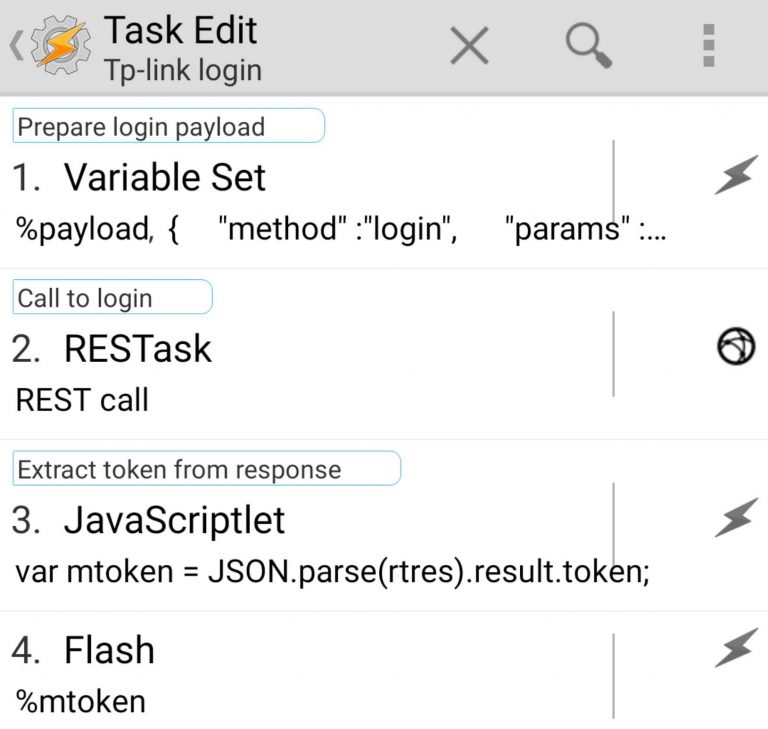 Task Edit
Tp-link login
Prepare login payload
1. Variable Set
%payload, { "method" :"login", "params" :...
Call to login
2. RESTask
REST call
Extract token from response
3. JavaScriptlet
var mtoken = JSON.parse(rtres).result.token;
4. Flash
%mtoken